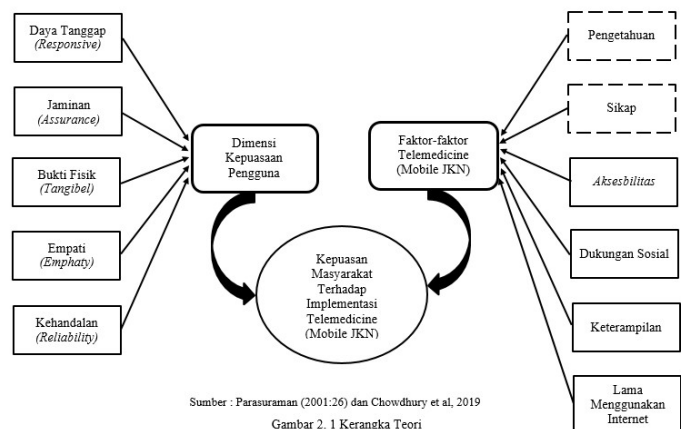 Daya Tanggap
(Responsive)
Jaminan
(Assurance)
Bukti Fisik
(Tangibel)
Empati
(Emphaty)
Kehandalan
(Reliability)
Dimensi
Kepuasaan
Pengguna
Faktor-faktor
Telemedicine
(Mobile JKN)
Kepuasan
Masyarakat
Terhadap
Implementasi
Telemedicine
(Mobile JKN)
Pengetahuan
Sikap
Aksesbilitas
Dukungan Sosial
Keterampilan
Lama
Menggunakan
Internet
Sumber : Parasuraman (2001:26) dan Chowdhury et al, 2019
Gambar 2. 1 Kerangka Teori